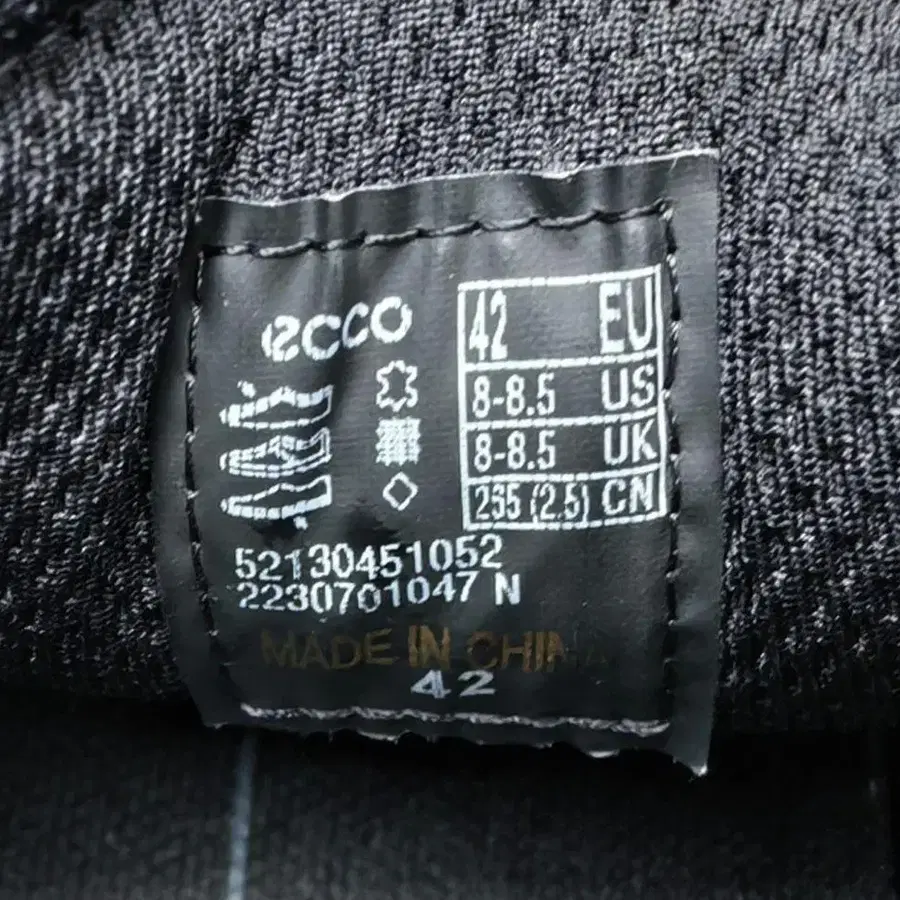 ecco
42 EU
8-8.5 US
8-8.5 UK
265 (2.5) CN
52130451052
2230701047 N
MADE IN CHINA
42